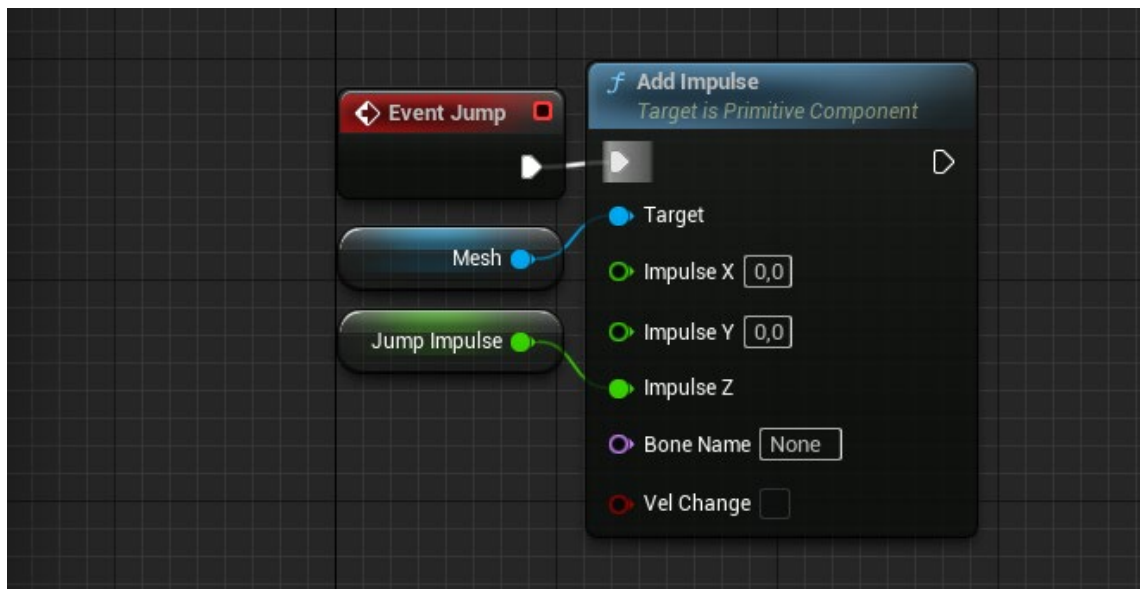 Event Jump
Mesh
Jump Impulse
Add Impulse
Target is Primitive Component
Target
Impulse X 0,0
Impulse Y 0,0
Impulse Z
Bone Name None
Vel Change